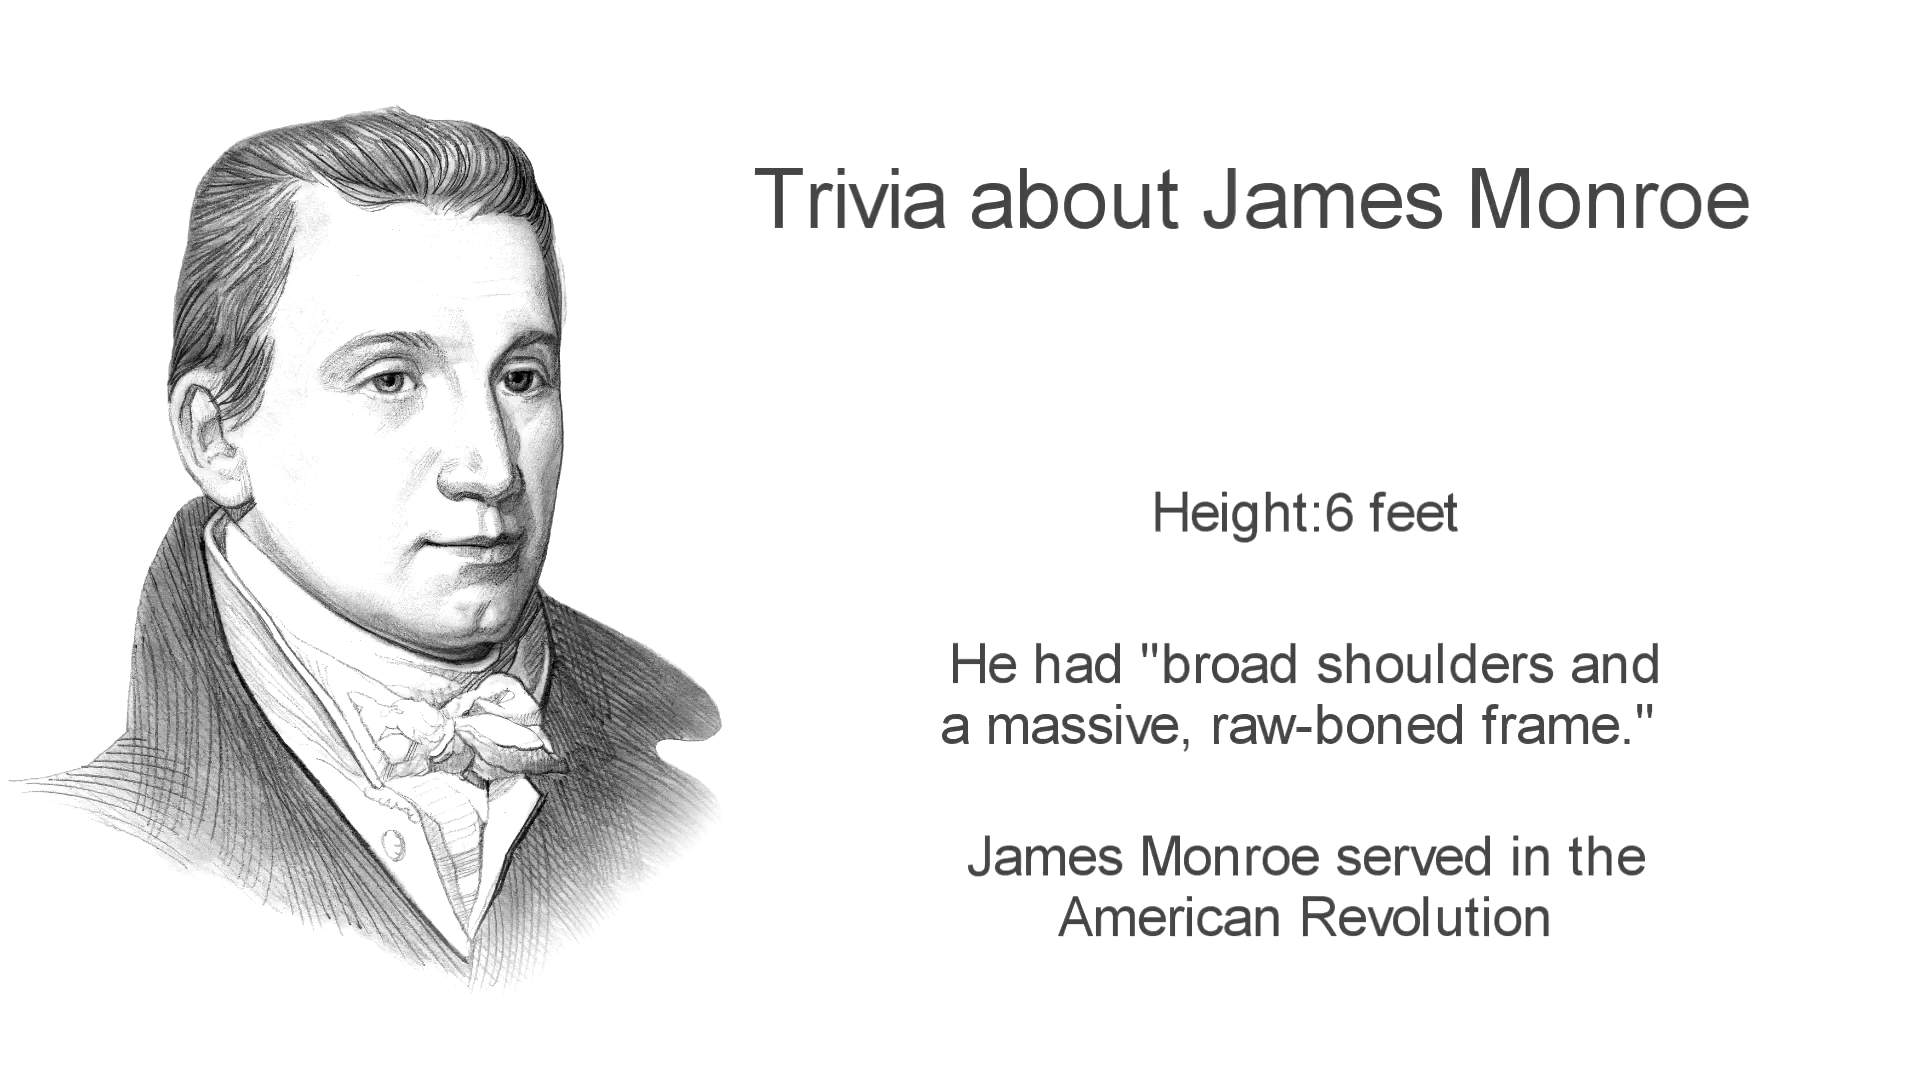 Trivia about James Monroe
Height:6 feet
He had "broad shoulders and
a massive, raw-boned frame."
James Monroe served in the
American Revolution